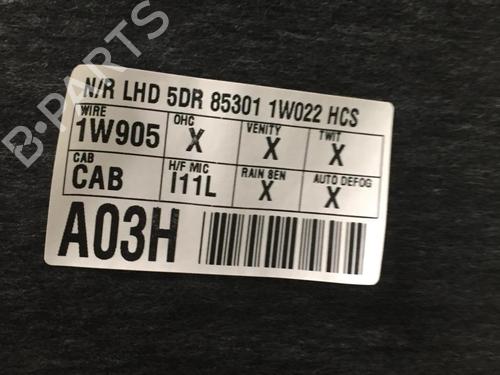 N/R LHD 5DR 85301 1W022 HCS
WIRE OHC VENITY TWIT
1W905 X X X
CAB H/F MIC RAIN 8EN AUTO DEFOG
CAB I11L X X
A03H
B-PARTS